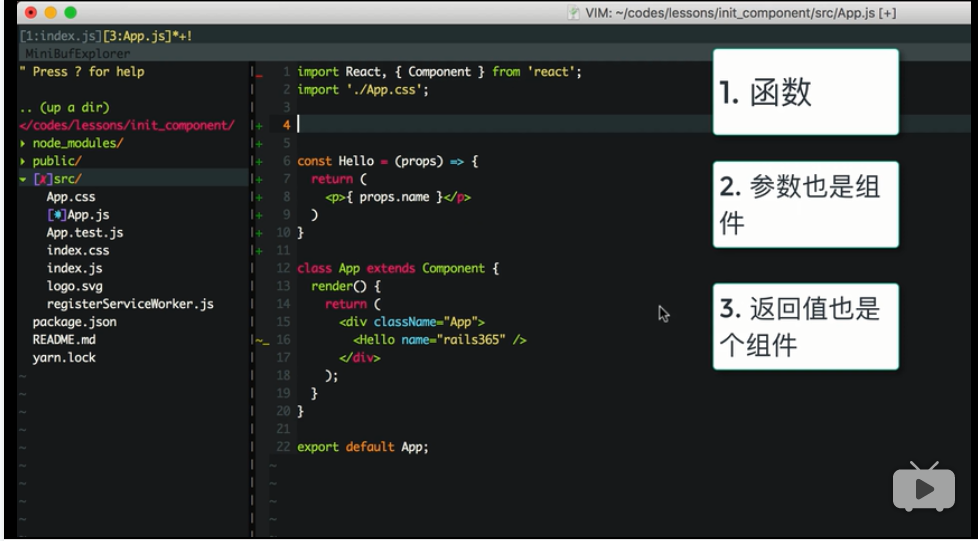 VIM: ~/codes/lessons/init_component/src/App.js [+]
[1:index.js][3:App.js]*+!
MiniBufExplorer
" Press ? for help
.. (up a dir)
</codes/lessons/init_component/
▸ node_modules/
▸ public/
▾ [✗]src/
App.css
[✹]App.js
App.test.js
index.css
index.js
logo.svg
registerServiceWorker.js
package.json
README.md
yarn.lock
1 import React, { Component } from 'react';
2 import './App.css';
3
4
5
6 const Hello = (props) => {
7 return (
8 <p>{ props.name }</p>
9 )
10 }
11
12 class App extends Component {
13 render() {
14 return (
15 <div className="App">
16 <Hello name="rails365" />
17 </div>
18 );
19 }
20 }
21
22 export default App;
1. 函数
2. 参数也是组
件
3. 返回值也是
个组件